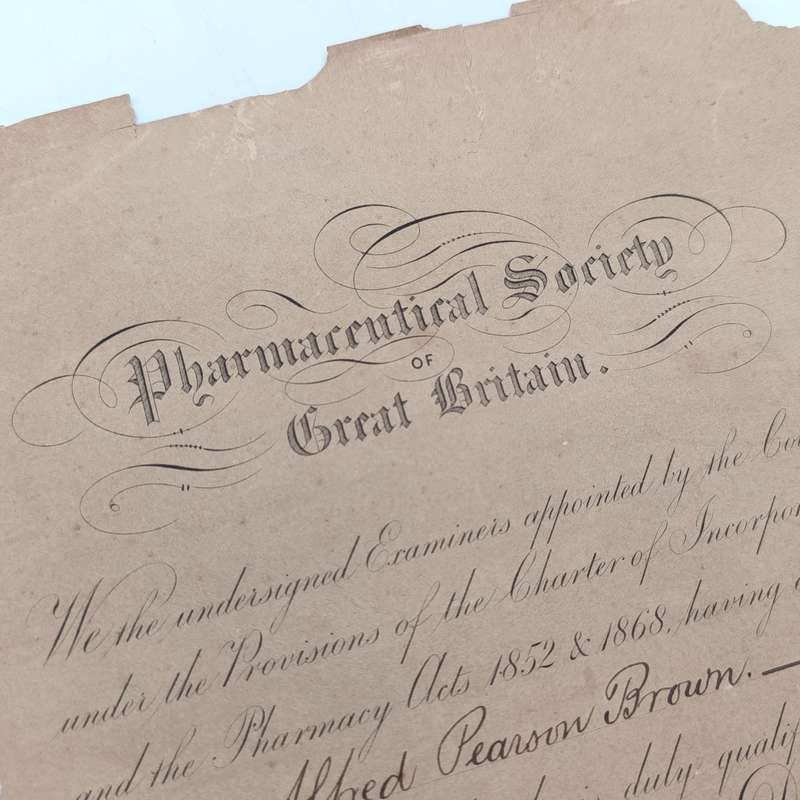 Pharmaceutical Society
OF
Great Britain.
We the undersigned Examiners appointed by the
under the Provisions of the Charter of
and the Pharmacy Acts 1852 & 1868, having
Alfred Pearson Brown. —
is duly